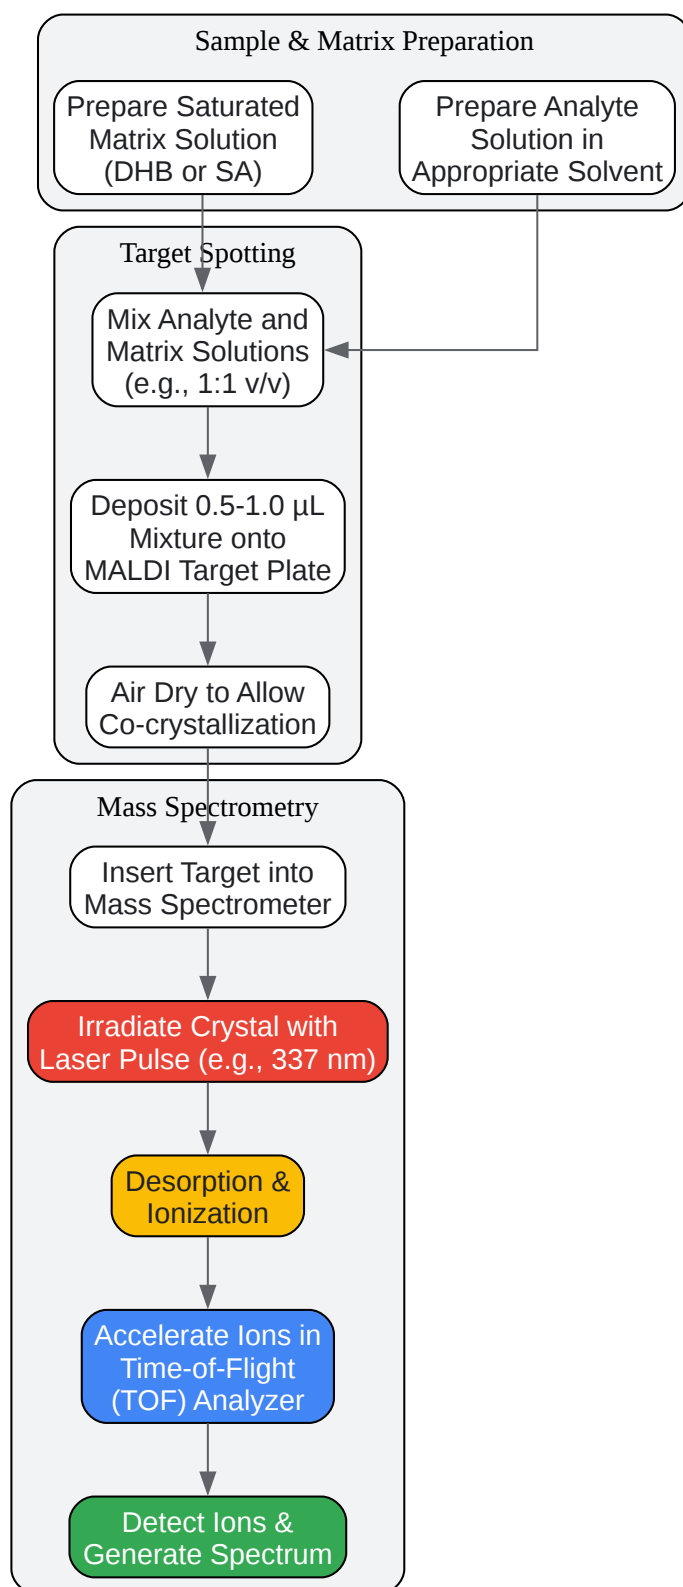 Sample & Matrix Preparation
Prepare Saturated
Matrix Solution
(DHB or SA)
Prepare Analyte
Solution in
Appropriate Solvent
Target Spotting
Mix Analyte and
Matrix Solutions
(e.g., 1:1 v/v)
Deposit 0.5-1.0 µL
Mixture onto
MALDI Target Plate
Air Dry to Allow
Co-crystallization
Mass Spectrometry
Insert Target into
Mass Spectrometer
Irradiate Crystal with
Laser Pulse (e.g., 337 nm)
Desorption &
Ionization
Accelerate Ions in
Time-of-Flight
(TOF) Analyzer
Detect Ions &
Generate Spectrum